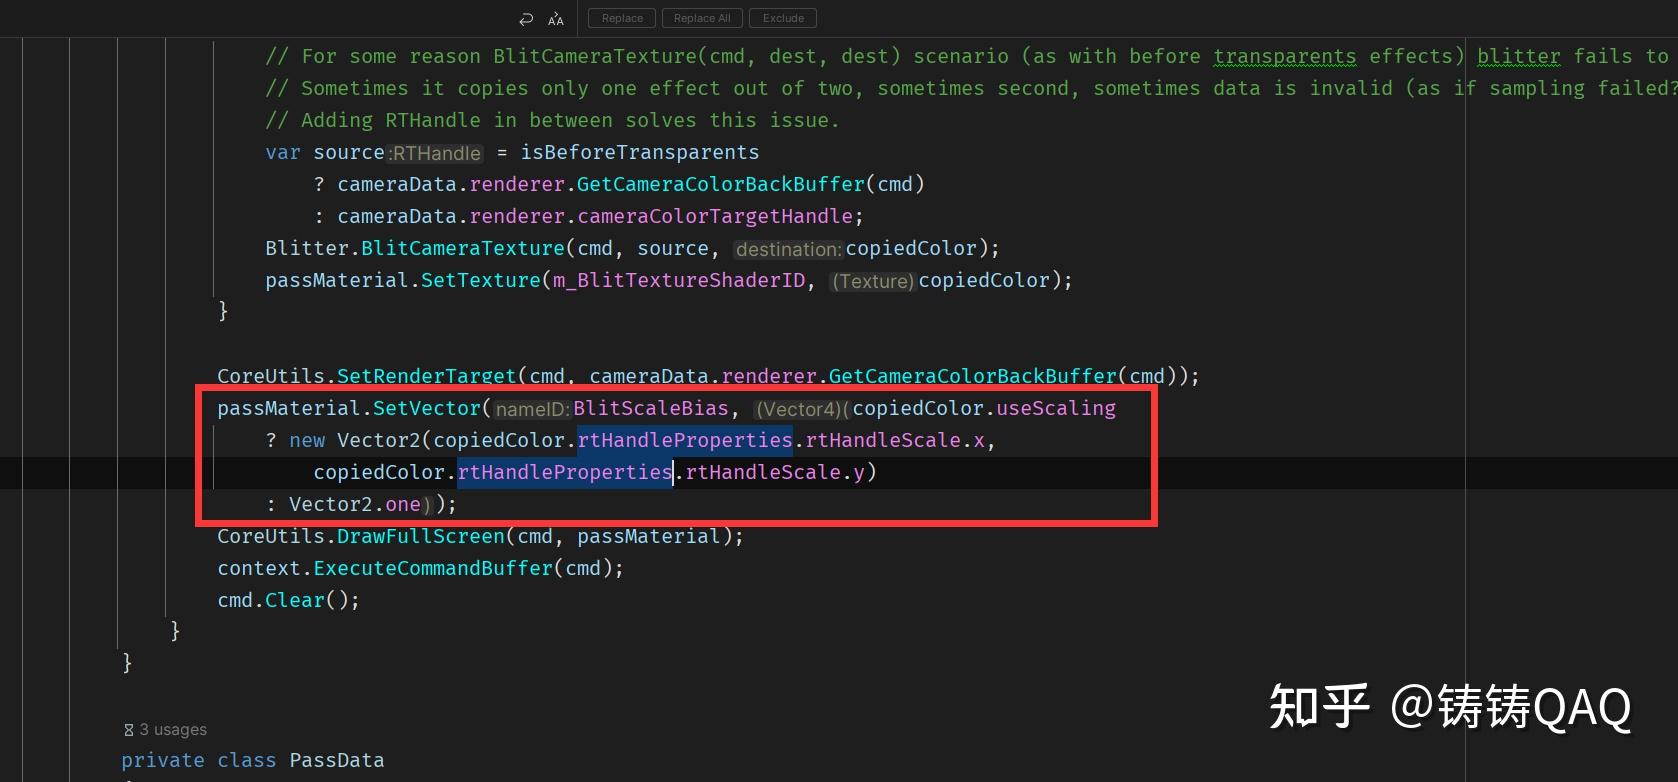 Replace Replace All Exclude
// For some reason BlitCameraTexture(cmd, dest, dest) scenario (as with before transparents effects) blitter fails to
// Sometimes it copies only one effect out of two, sometimes second, sometimes data is invalid (as if sampling failed?
// Adding RTHandle in between solves this issue.
var source:RTHandle = isBeforeTransparents
? cameraData.renderer.GetCameraColorBackBuffer(cmd)
: cameraData.renderer.cameraColorTargetHandle;
Blitter.BlitCameraTexture(cmd, source, destination:copiedColor);
passMaterial.SetTexture(m_BlitTextureShaderID, (Texture)copiedColor);
}
CoreUtils.SetRenderTarget(cmd, cameraData.renderer.GetCameraColorBackBuffer(cmd));
passMaterial.SetVector(nameID:BlitScaleBias, (Vector4)(copiedColor.useScaling
? new Vector2(copiedColor.rtHandleProperties.rtHandleScale.x,
copiedColor.rtHandleProperties.rtHandleScale.y)
: Vector2.one));
CoreUtils.DrawFullScreen(cmd, passMaterial);
context.ExecuteCommandBuffer(cmd);
cmd.Clear();
}
}
3 usages
private class PassData
知乎 @铸铸QAQ